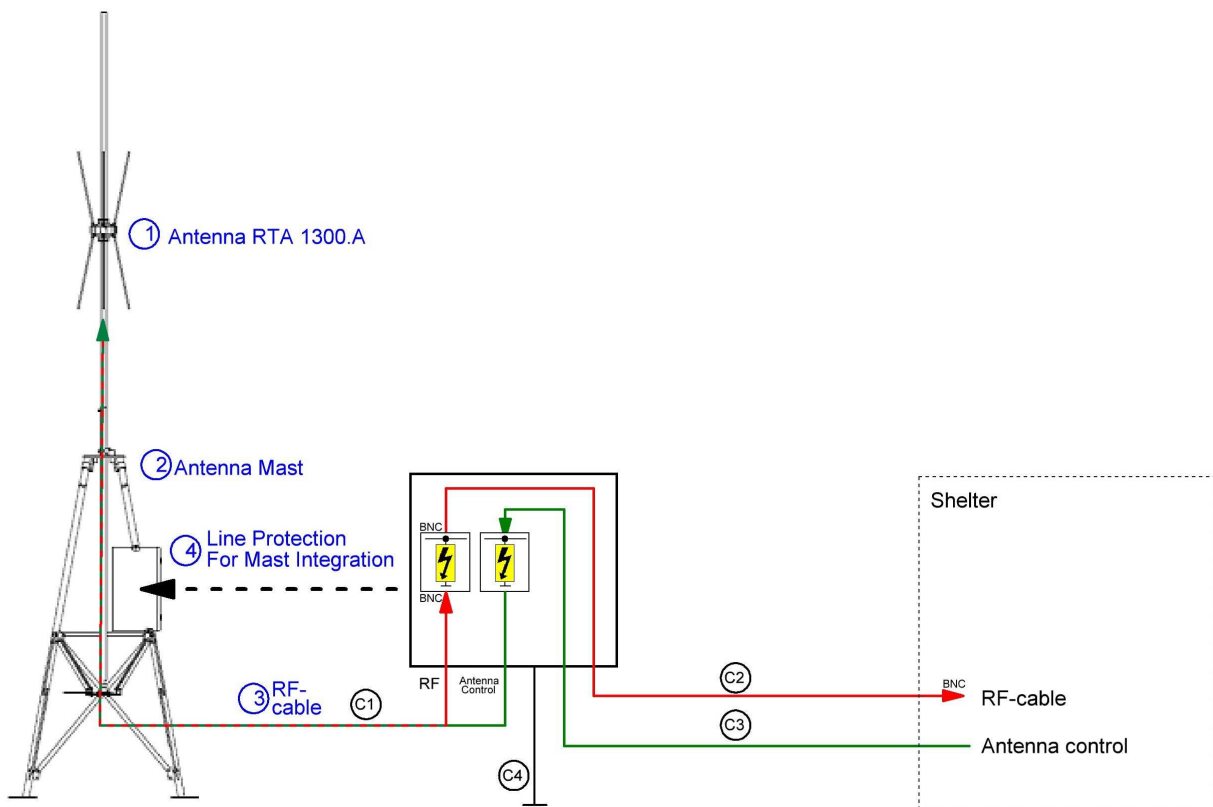 1 Antenna RTA 1300.A
2 Antenna Mast
4 Line Protection
For Mast Integration
BNC
BNC
RF
Antenna
Control
3 RF-
cable
C1
C4
Shelter
C2
BNC
RF-cable
C3
Antenna control